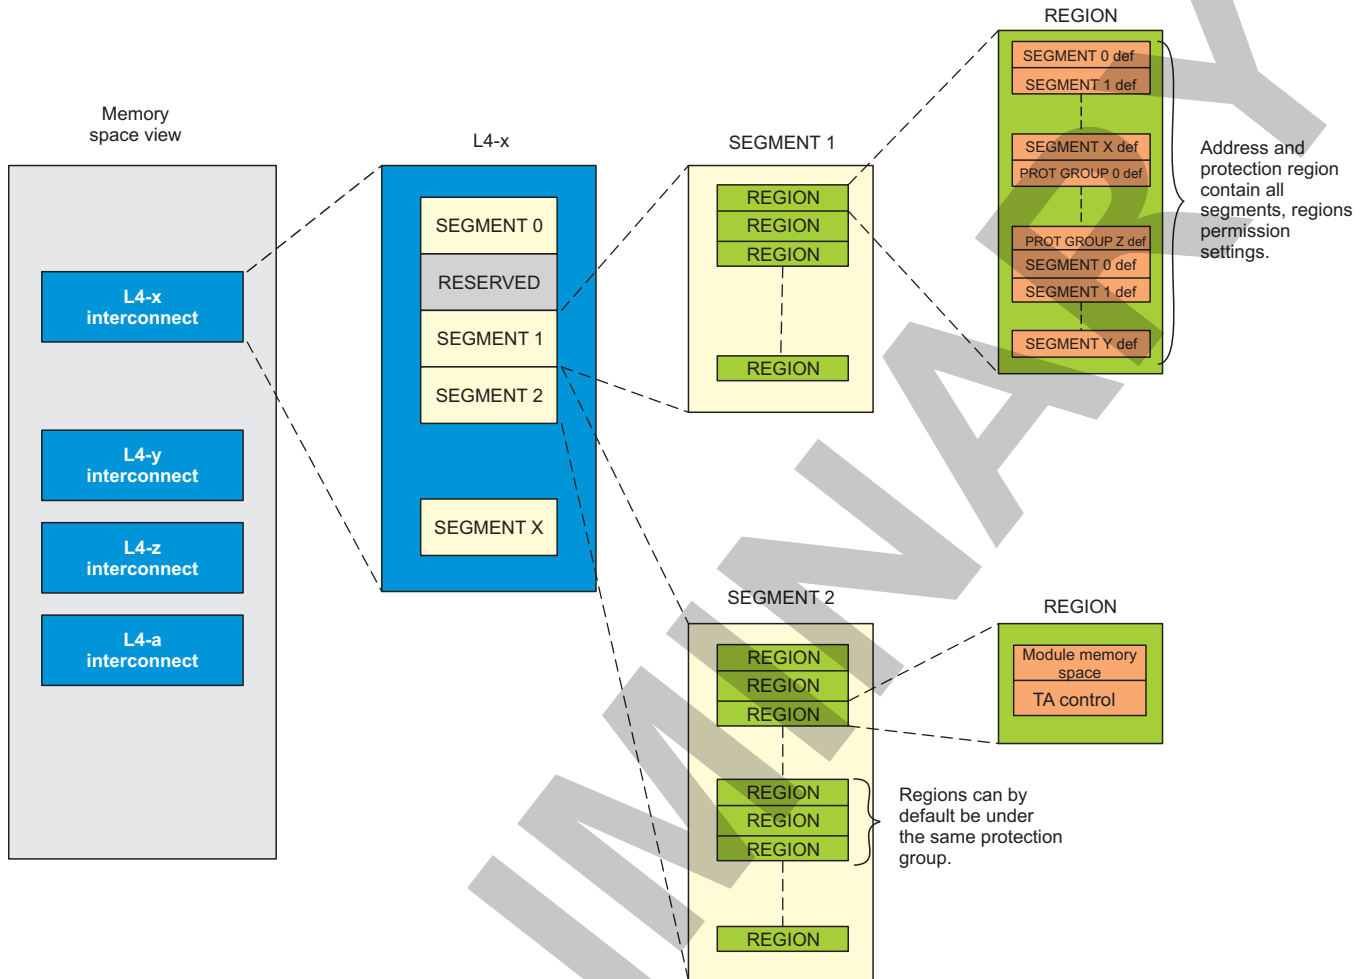 Memory
space view
L4-x
interconnect
L4-y
interconnect
L4-z
interconnect
L4-a
interconnect
L4-x
SEGMENT 0
RESERVED
SEGMENT 1
SEGMENT 2
SEGMENT X
SEGMENT 1
REGION
REGION
REGION
REGION
REGION
SEGMENT 0 def
SEGMENT 1 def
SEGMENT X def
PROT GROUP 0 def
PROT GROUP Z def
SEGMENT 0 def
SEGMENT 1 def
SEGMENT Y def
Address and
protection region
contain all
segments, regions
permission
settings.
SEGMENT 2
REGION
REGION
REGION
REGION
REGION
REGION
REGION
Regions can by
default be under
the same protection
group.
REGION
Module memory
space
TA control
IMINARY